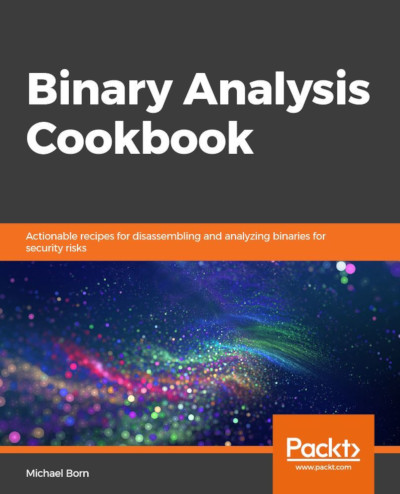 Binary Analysis
Cookbook
Actionable recipes for disassembling and analyzing binaries for
security risks
Packt>
www.packt.com
Michael Born